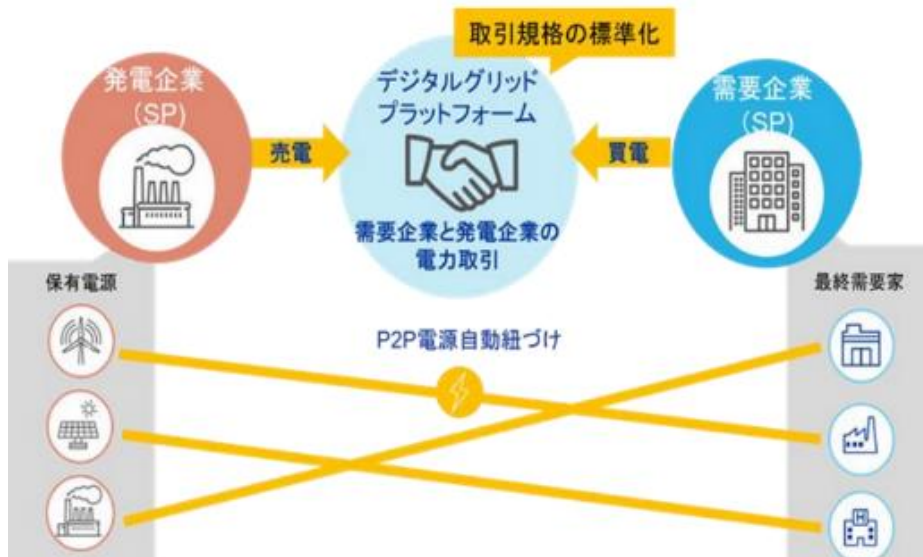 取引規格の標準化
発電企業
(SP)
デジタルグリッド
プラットフォーム
需要企業
(SP)
売電
買電
需要企業と発電企業の
電力取引
保有電源
最終需要家
P2P電源自動紐づけ
H